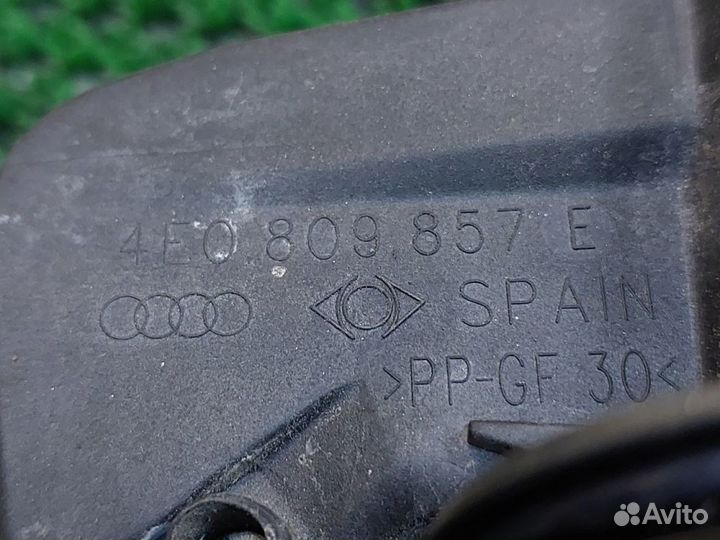 4E0 809 857 E
SPAIN
>PP-GF 30<
Avito